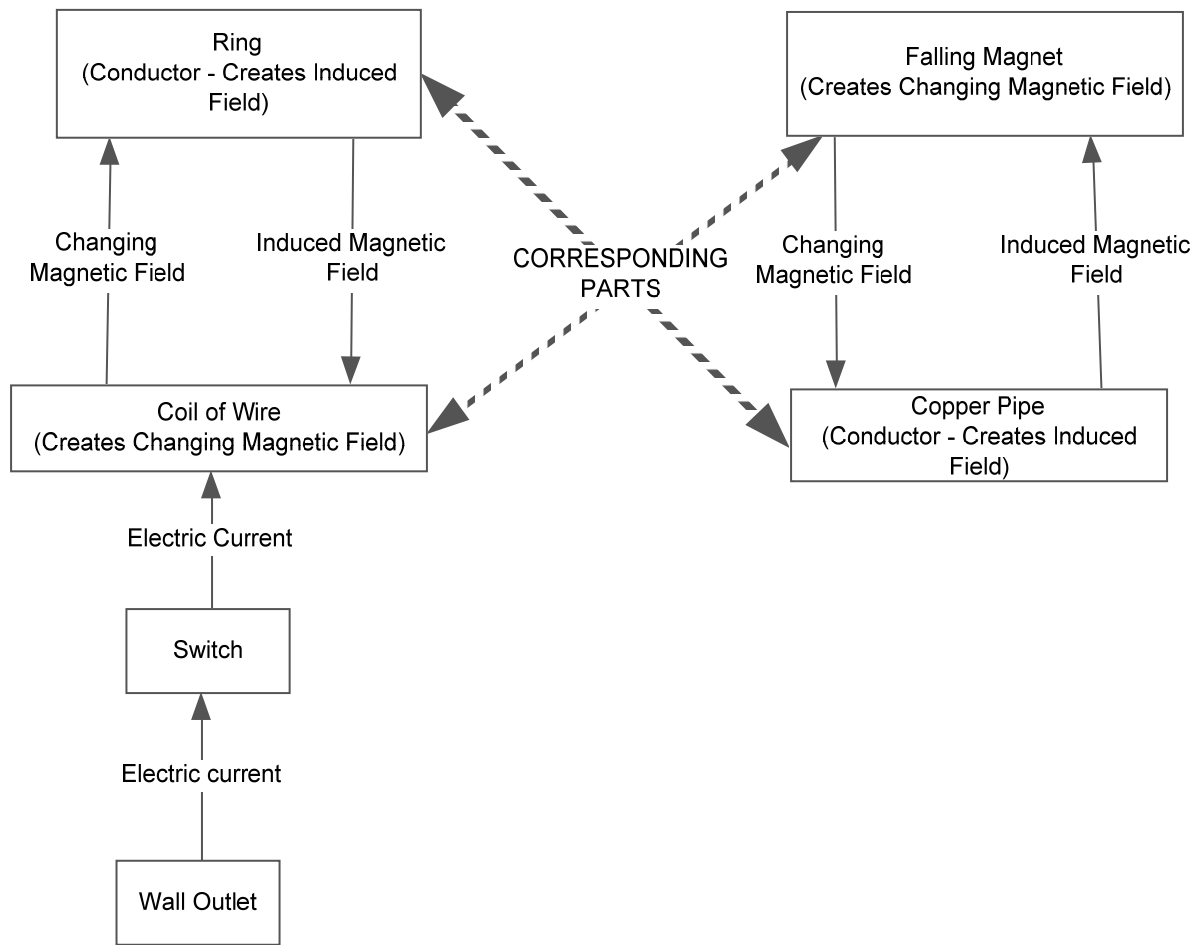 Ring
(Conductor - Creates Induced
Field)
Falling Magnet
(Creates Changing Magnetic Field)
Changing
Magnetic Field
Induced Magnetic
Field
CORRESPONDING
PARTS
Changing
Magnetic Field
Induced Magnetic
Field
Coil of Wire
(Creates Changing Magnetic Field)
Copper Pipe
(Conductor - Creates Induced
Field)
Electric Current
Switch
Electric current
Wall Outlet